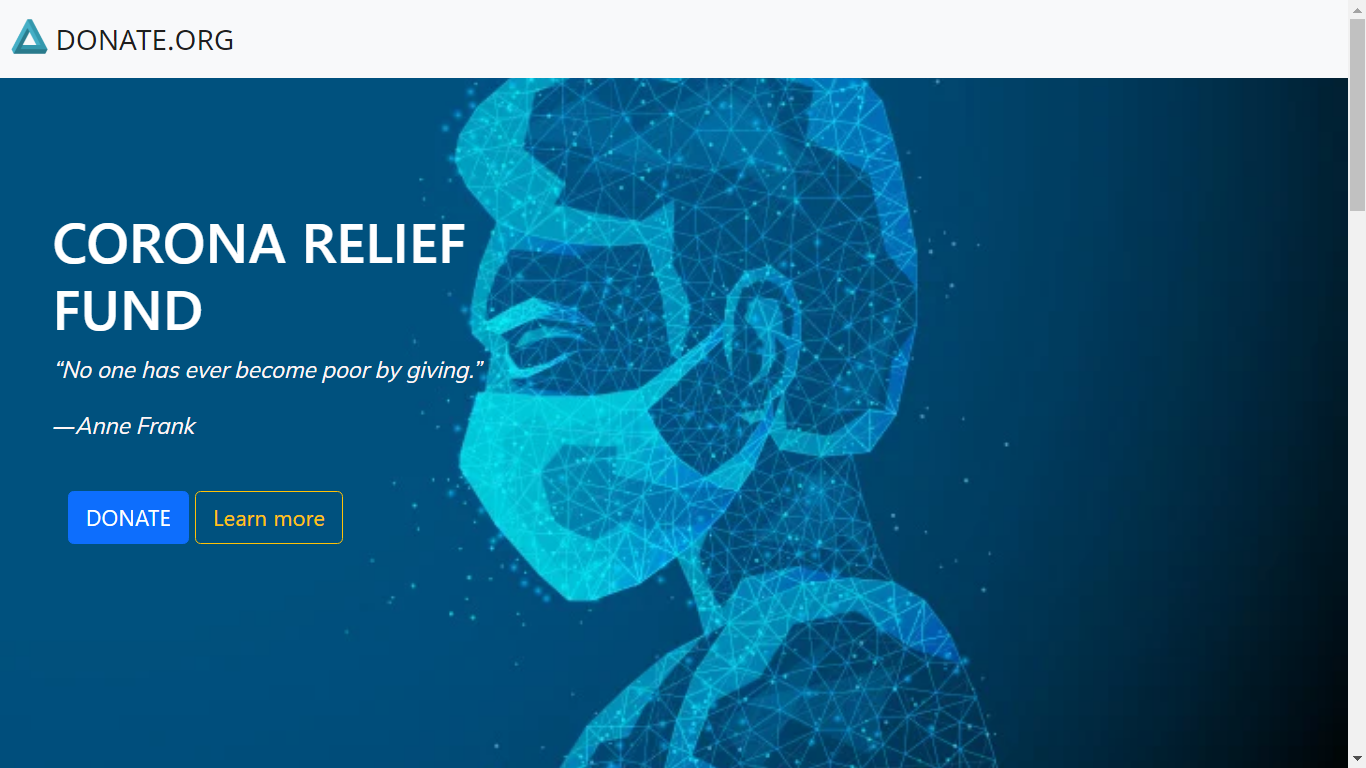 DONATE.ORG
CORONA RELIEF
FUND
“No one has ever become poor by giving.”
—Anne Frank
DONATE
Learn more